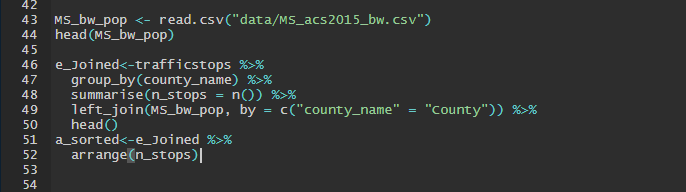 42
43 MS_bw_pop <- read.csv("data/MS_acs2015_bw.csv")
44 head(MS_bw_pop)
45
46 e_Joined<-trafficstops %>%
47   group_by(county_name) %>%
48   summarise(n_stops = n()) %>%
49   left_join(MS_bw_pop, by = c("county_name" = "County")) %>%
50   head()
51 a_sorted<-e_Joined %>%
52   arrange(n_stops)
53
54